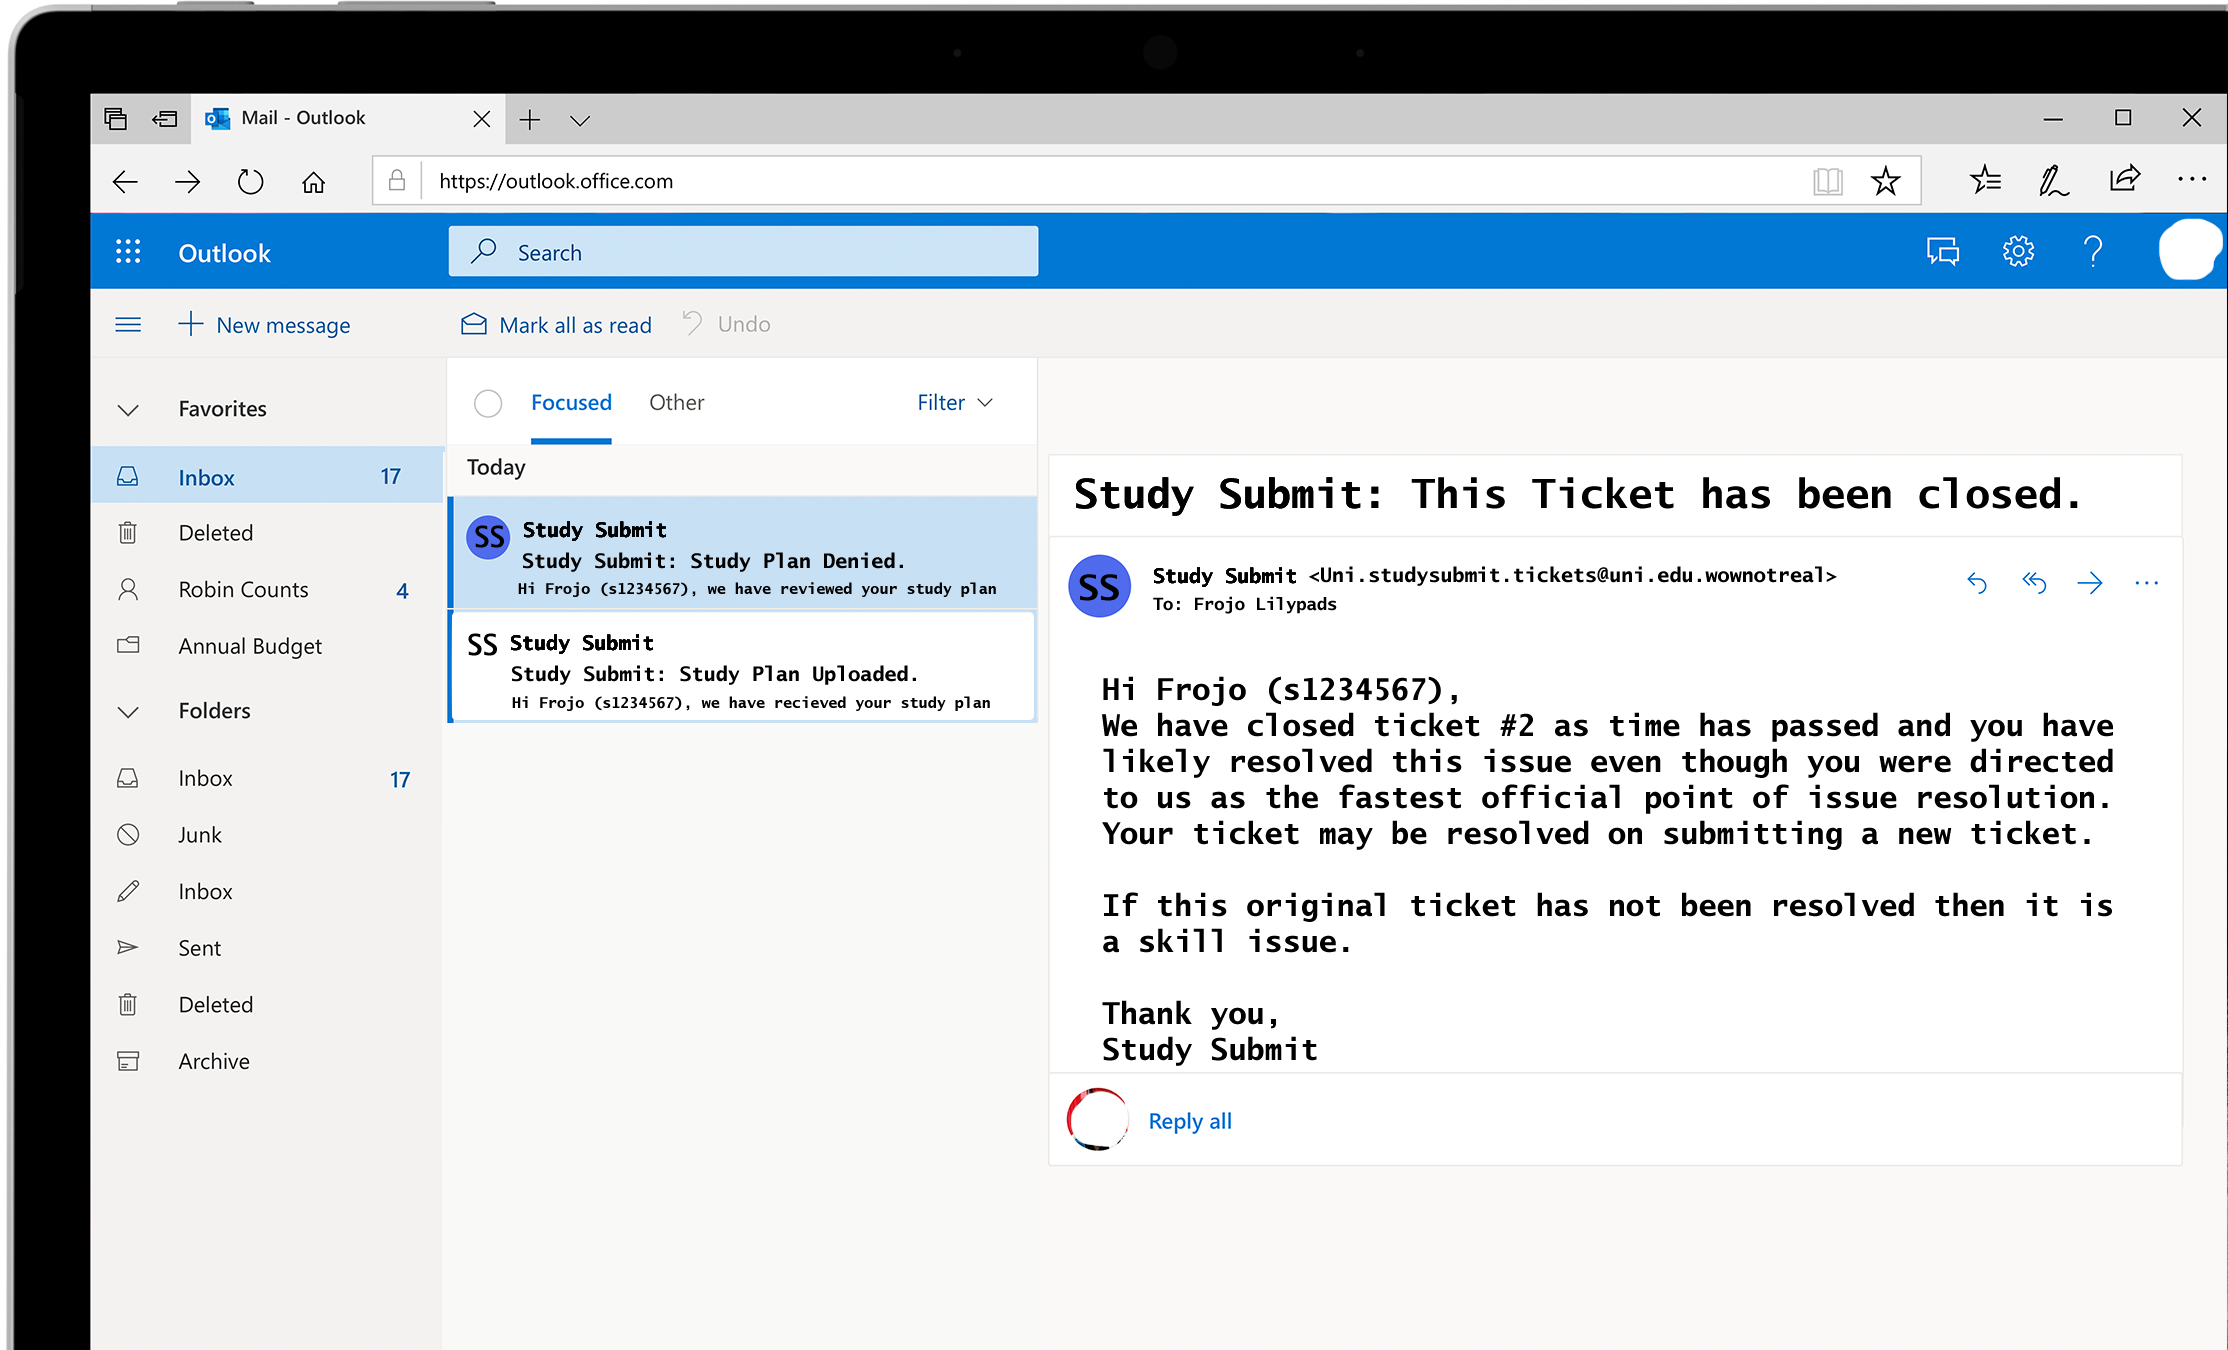 Mail - Outlook
https://outlook.office.com
Outlook
Search
New message
Mark all as read
Undo
Favorites
Inbox 17
Deleted
Robin Counts 4
Annual Budget
Folders
Inbox 17
Junk
Inbox
Sent
Deleted
Archive
Focused
Other
Filter
Today
SS
Study Submit
Study Submit: Study Plan Denied.
Hi Frojo (s1234567), we have reviewed your study plan
SS
Study Submit
Study Submit: Study Plan Uploaded.
Hi Frojo (s1234567), we have recieved your study plan
Study Submit: This Ticket has been closed.
SS
Study Submit <Uni.studysubmit.tickets@uni.edu.wownotreal>
To: Frojo Lilypads
Hi Frojo (s1234567),
We have closed ticket #2 as time has passed and you have
likely resolved this issue even though you were directed
to us as the fastest official point of issue resolution.
Your ticket may be resolved on submitting a new ticket.
If this original ticket has not been resolved then it is
a skill issue.
Thank you,
Study Submit
Reply all